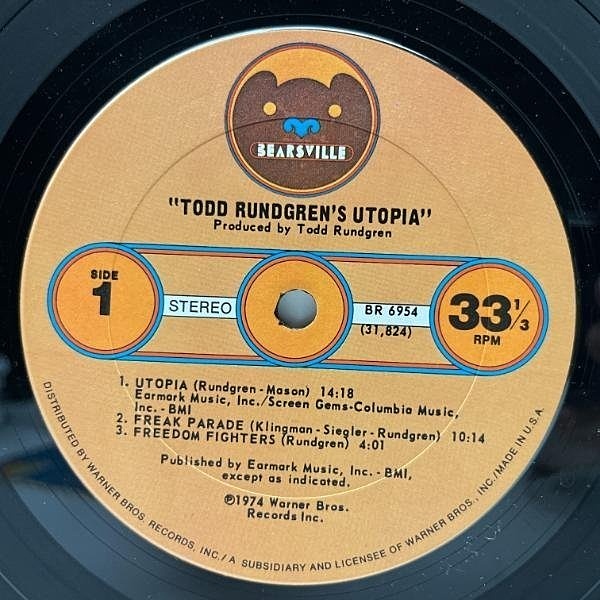 BEARSVILLE
"TODD RUNDGREN'S UTOPIA"
Produced by Todd Rundgren
SIDE
1
STEREO
BR 6954
(31,824)
33 1/3
RPM
1. UTOPIA (Rundgren-Mason) 14:18
Earmark Music, Inc./Screen Gems-Columbia Music,
Inc. - BMI
2. FREAK PARADE (Klingman - Siegler - Rundgren) 10:14
3. FREEDOM FIGHTERS (Rundgren) 4:01
Published by Earmark Music, Inc. - BMI,
except as indicated.
℗1974 Warner Bros.
Records Inc.
DISTRIBUTED BY WARNER BROS. RECORDS, INC./A SUBSIDIARY AND LICENSEE OF WARNER BROS., INC./MADE IN U.S.A.